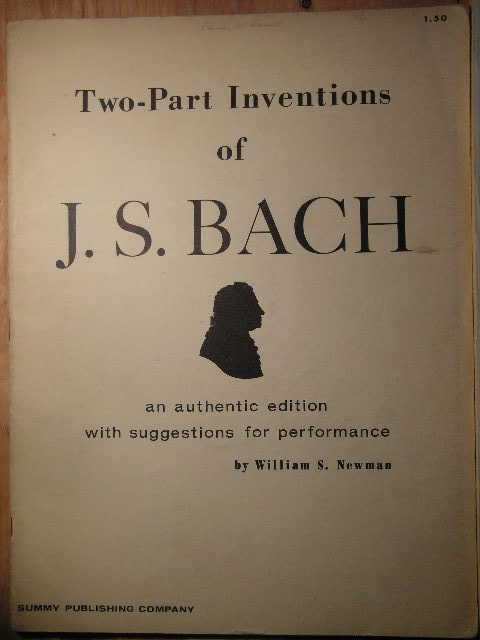 1.50
Two-Part Inventions
of
J. S. BACH
an authentic edition
with suggestions for performance
by William S. Newman
SUMMY PUBLISHING COMPANY